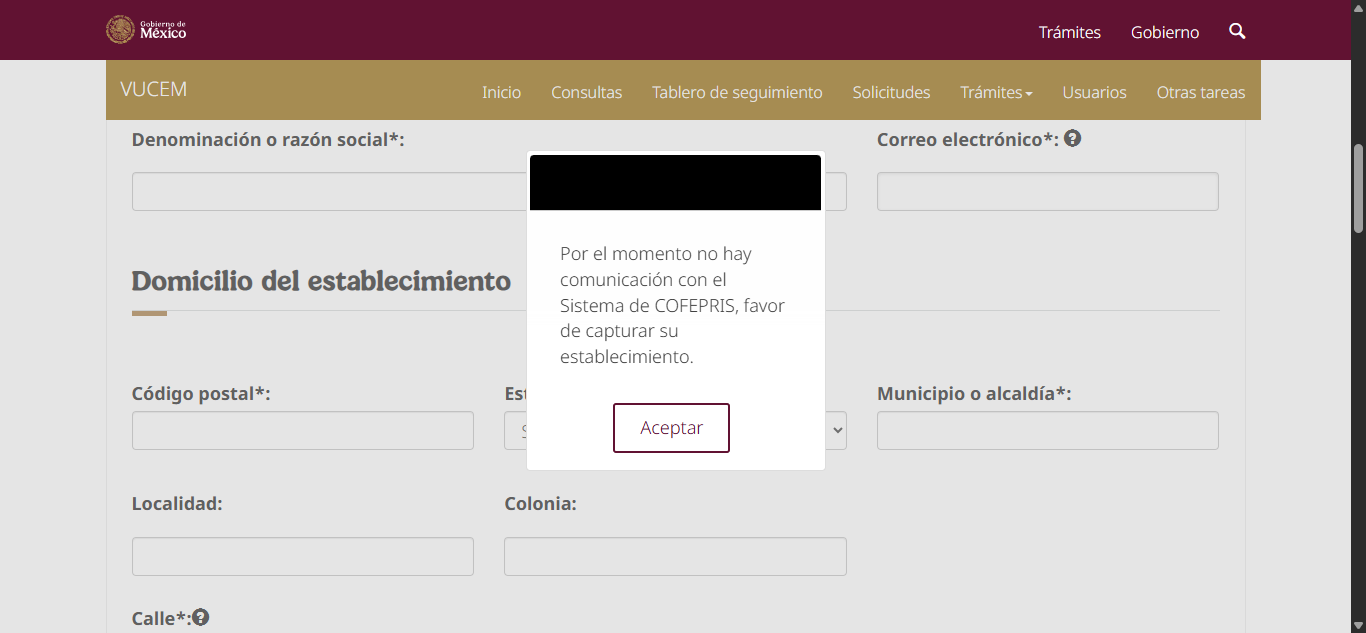 Gobierno de
México
Trámites
Gobierno
VUCEM
Inicio
Consultas
Tablero de seguimiento
Solicitudes
Trámites
Usuarios
Otras tareas
Denominación o razón social*:
Correo electrónico*:
Por el momento no hay
comunicación con el
Sistema de COFEPRIS, favor
de capturar su
establecimiento.
Aceptar
Domicilio del establecimiento
Código postal*:
Est
S
Municipio o alcaldía*:
Localidad:
Colonia:
Calle*: